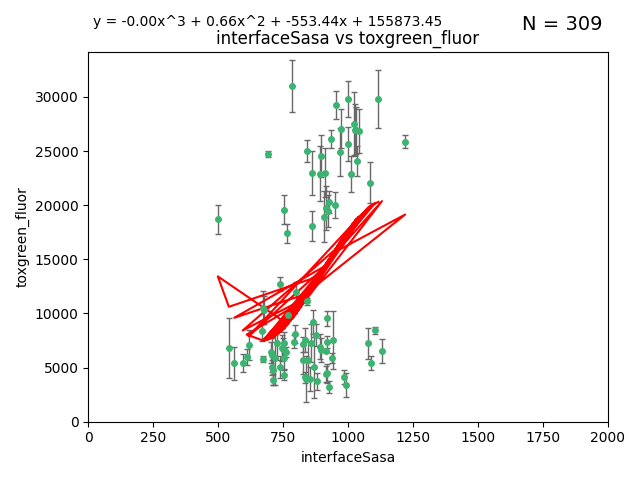 y = -0.00x^3 + 0.66x^2 + -553.44x + 155873.45
N = 309
interfaceSasa vs toxgreen_fluor
30000
25000
20000
15000
10000
5000
0
toxgreen_fluor
0 250 500 750 1000 1250 1500 1750 2000
interfaceSasa